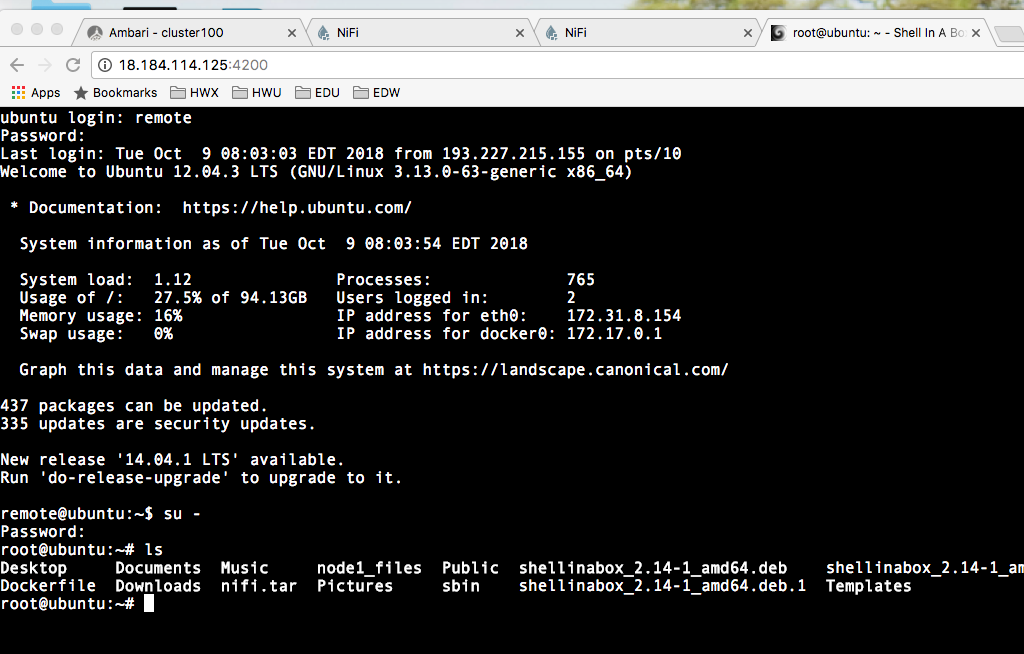 Ambari - cluster100
NiFi
NiFi
root@ubuntu: ~ - Shell In A Bo
18.184.114.125:4200
Apps Bookmarks HWX HWU EDU EDW
ubuntu login: remote
Password:
Last login: Tue Oct  9 08:03:03 EDT 2018 from 193.227.215.155 on pts/10
Welcome to Ubuntu 12.04.3 LTS (GNU/Linux 3.13.0-63-generic x86_64)
* Documentation:  https://help.ubuntu.com/
System information as of Tue Oct  9 08:03:54 EDT 2018
System load:  1.12 Processes: 765
Usage of /:   27.5% of 94.13GB Users logged in: 2
Memory usage: 16% IP address for eth0: 172.31.8.154
Swap usage:   0% IP address for docker0: 172.17.0.1
Graph this data and manage this system at https://landscape.canonical.com/
437 packages can be updated.
335 updates are security updates.
New release '14.04.1 LTS' available.
Run 'do-release-upgrade' to upgrade to it.
remote@ubuntu:~$ su -
Password:
root@ubuntu:~# ls
Desktop Documents Music node1_files Public shellinabox_2.14-1_amd64.deb shellinabox_2.14-1_am
Dockerfile Downloads nifi.tar Pictures sbin shellinabox_2.14-1_amd64.deb.1 Templates
root@ubuntu:~#